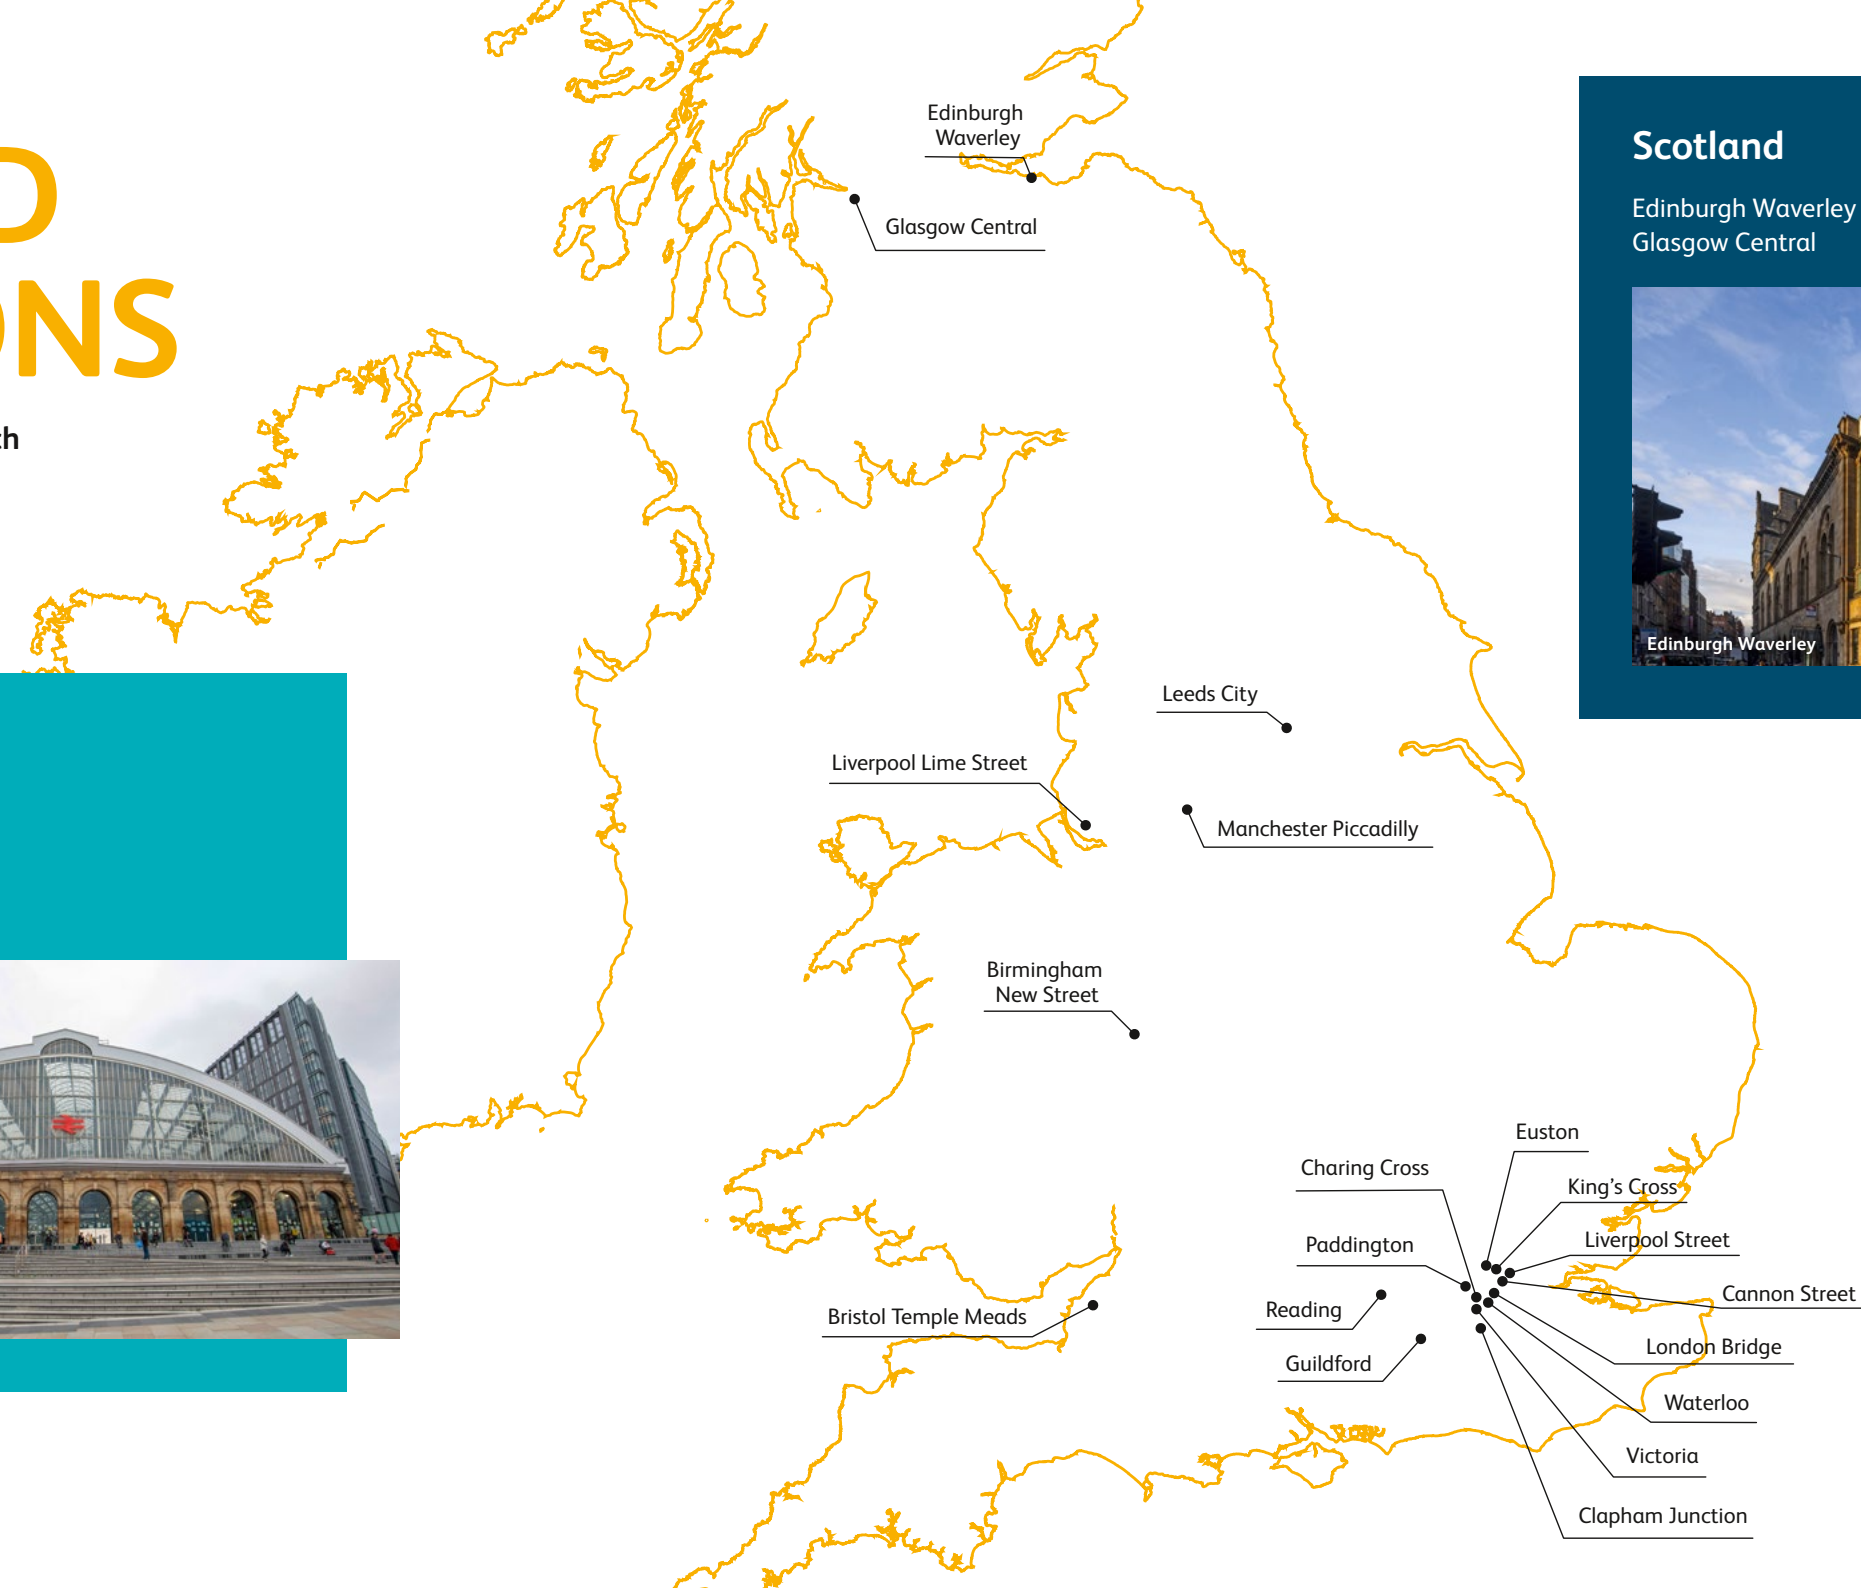 D
ONS
th
Edinburgh
Waverley
Glasgow Central
Scotland
Edinburgh Waverley
Glasgow Central
Edinburgh Waverley
Leeds City
Liverpool Lime Street
Manchester Piccadilly
Birmingham
New Street
Euston
Charing Cross
King’s Cross
Liverpool Street
Paddington
Cannon Street
Reading
Bristol Temple Meads
London Bridge
Guildford
Waterloo
Victoria
Clapham Junction